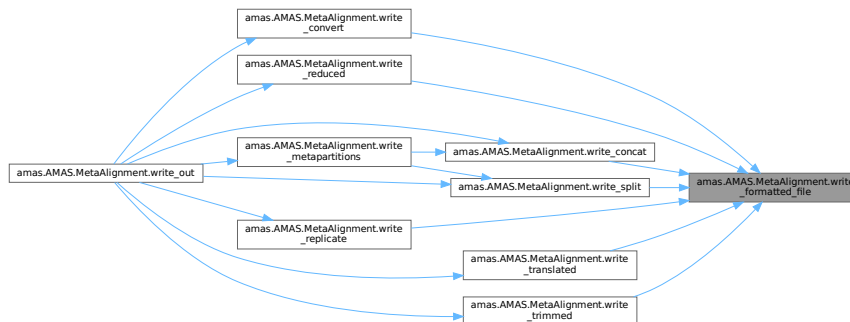 amas.AMAS.MetaAlignment.write
_convert
amas.AMAS.MetaAlignment.write
_reduced
amas.AMAS.MetaAlignment.write
_metapartitions
amas.AMAS.MetaAlignment.write_concat
amas.AMAS.MetaAlignment.write_out
amas.AMAS.MetaAlignment.write_split
amas.AMAS.MetaAlignment.write
_formatted_file
amas.AMAS.MetaAlignment.write
_replicate
amas.AMAS.MetaAlignment.write
_translated
amas.AMAS.MetaAlignment.write
_trimmed